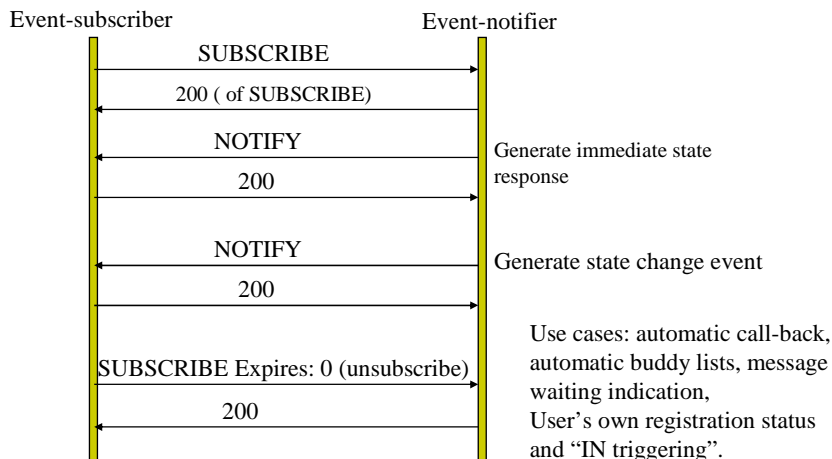 Event-subscriber
Event-notifier
SUBSCRIBE
200 ( of SUBSCRIBE)
NOTIFY
Generate immediate state
response
200
NOTIFY
Generate state change event
200
Use cases: automatic call-back,
automatic buddy lists, message
waiting indication,
User's own registration status
and “IN triggering”.
SUBSCRIBE Expires: 0 (unsubscribe)
200